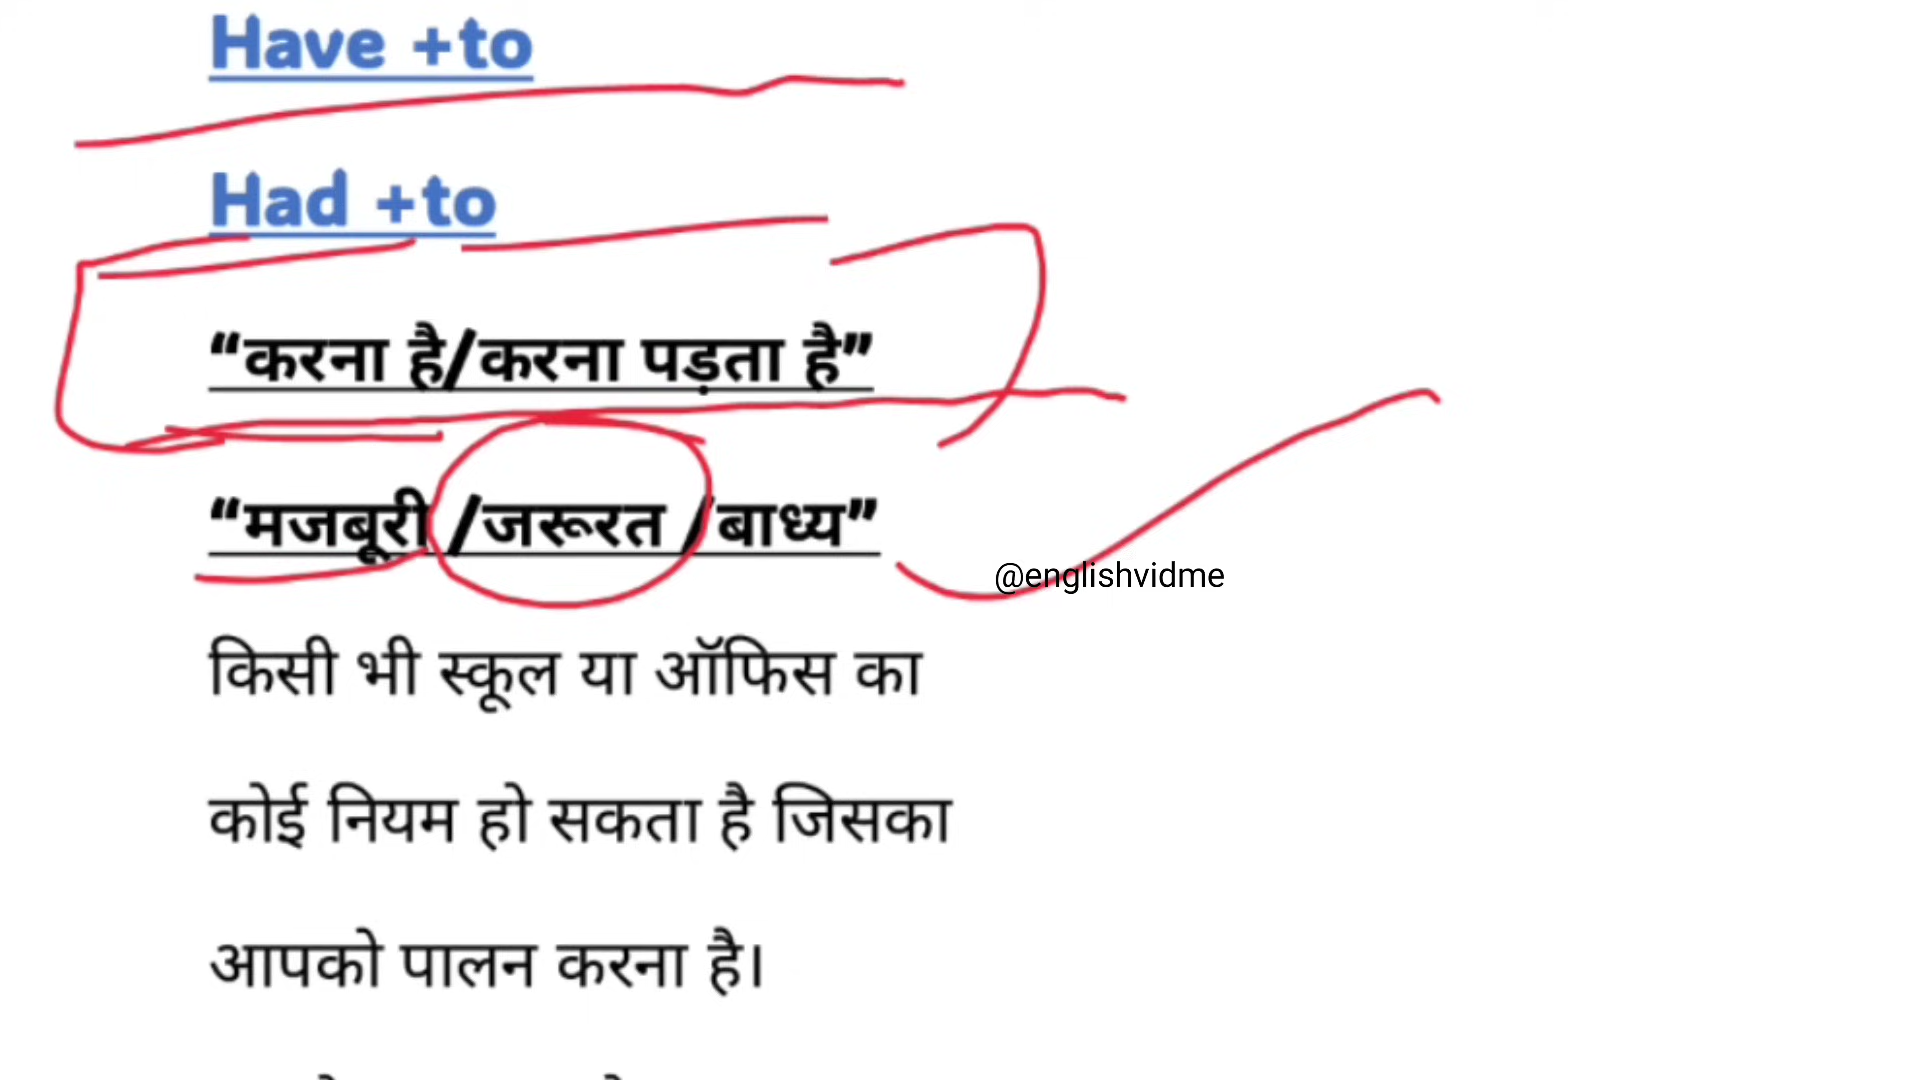 Have +to
Had +to
“करना है/करना पड़ता है”
“मजबूरी /जरूरत /बाध्य”
@englishvidme
किसी भी स्कूल या ऑफिस का
कोई नियम हो सकता है जिसका
आपको पालन करना है।